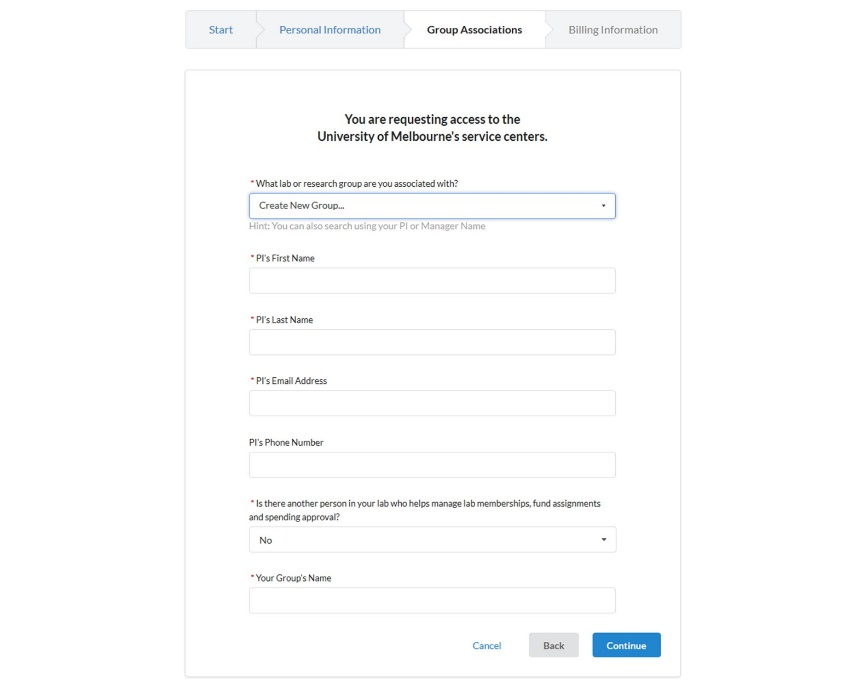 Start
Personal Information
Group Associations
Billing Information
You are requesting access to the
University of Melbourne's service centers.
* What lab or research group are you associated with?
Create New Group...
Hint: You can also search using your PI or Manager Name
* PI's First Name
* PI's Last Name
* PI's Email Address
PI's Phone Number
* Is there another person in your lab who helps manage lab memberships, fund assignments
and spending approval?
No
* Your Group's Name
Cancel
Back
Continue